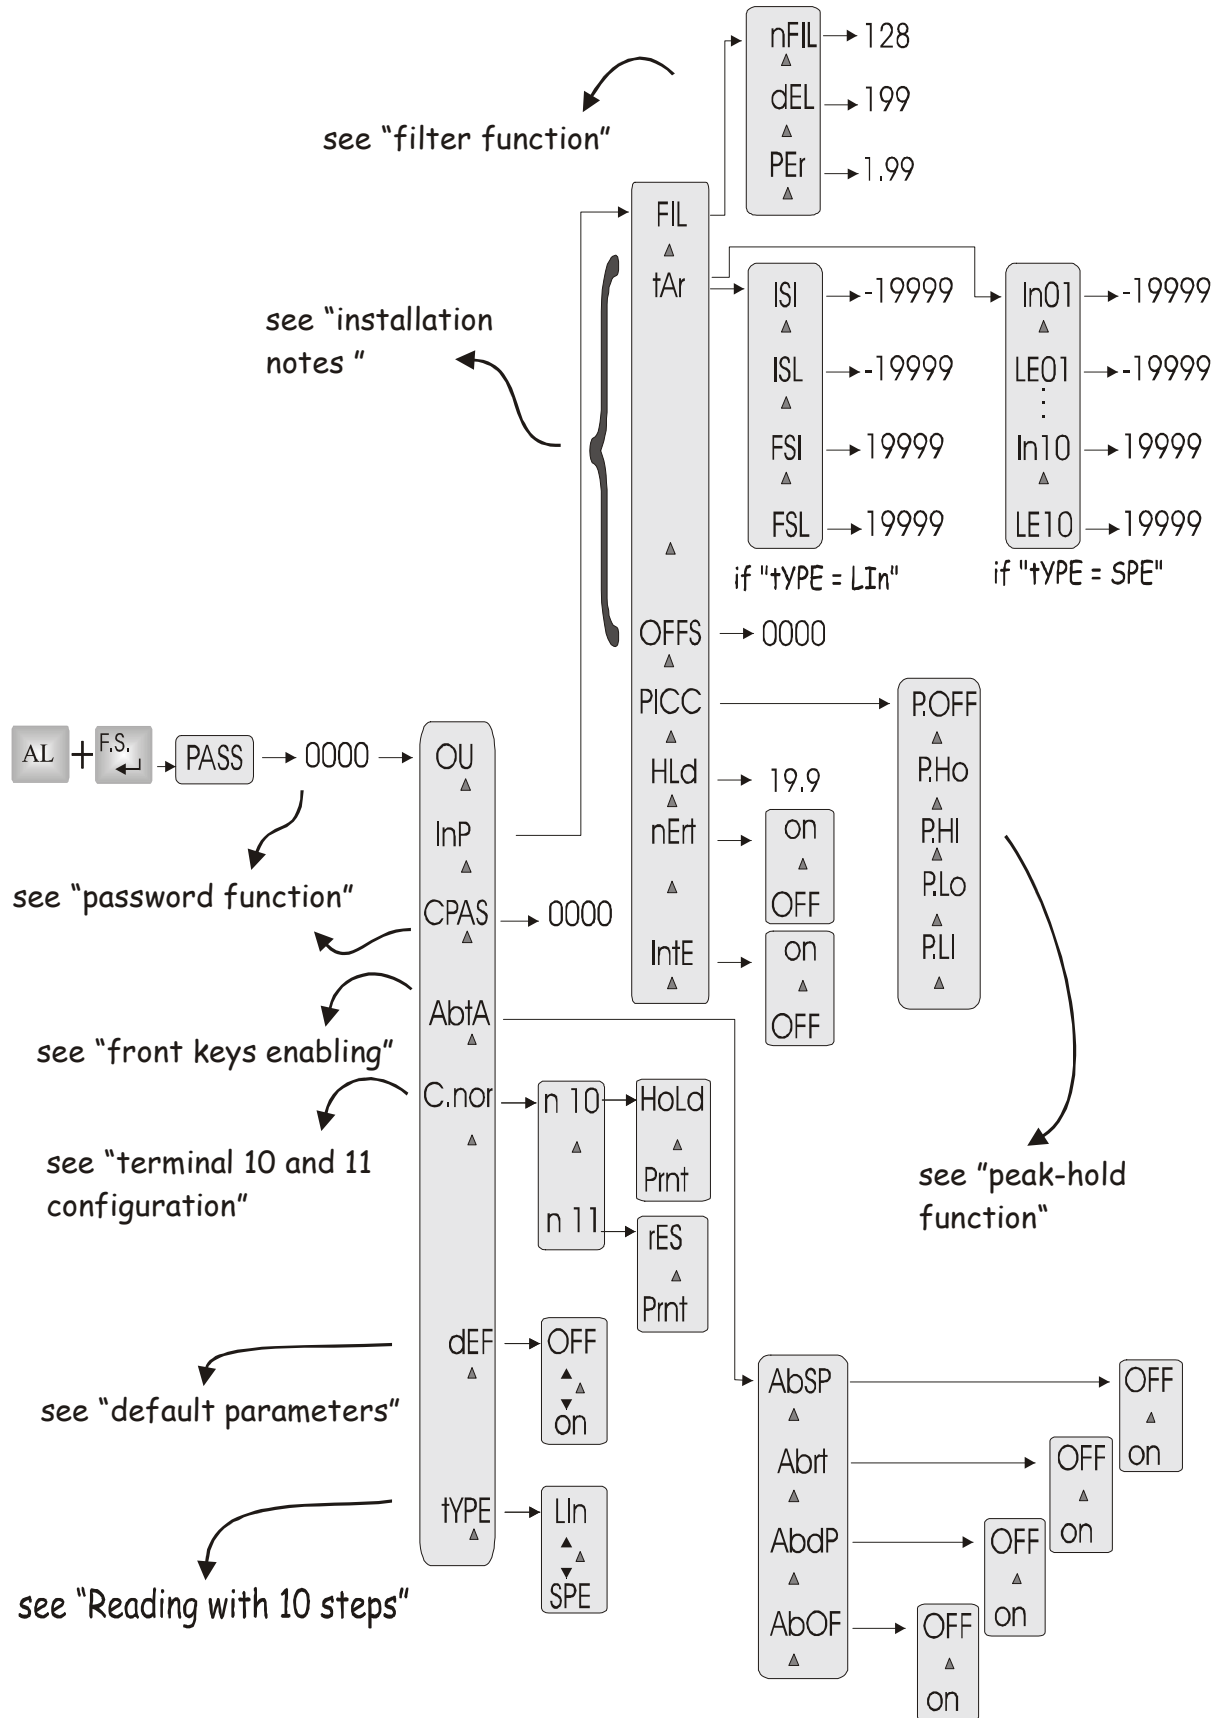 nFIL 128
dEL 199
PEr 1.99
see "filter function"
FIL
tAr
see "installation
notes "
ISI -19999
ISL -19999
FSI 19999
FSL 19999
if "tYPE = LIn"
In01 -19999
LE01 -19999
In10 19999
LE10 19999
if "tYPE = SPE"
OFFS 0000
PICC
HLd 19.9
nErt
on
OFF
IntE
on
OFF
P.OFF
P.Ho
P.HI
P.Lo
P.LI
see "peak-hold
function"
AL + F.S. PASS 0000
see "password function"
OU
InP
CPAS 0000
AbtA
see "front keys enabling"
C.nor
see "terminal 10 and 11
configuration"
n 10
n 11
HoLd
Prnt
rES
Prnt
dEF
OFF
on
see "default parameters"
tYPE
LIn
SPE
see "Reading with 10 steps"
AbSP
Abrt
AbdP
AbOF
OFF
on
OFF
on
OFF
on
OFF
on